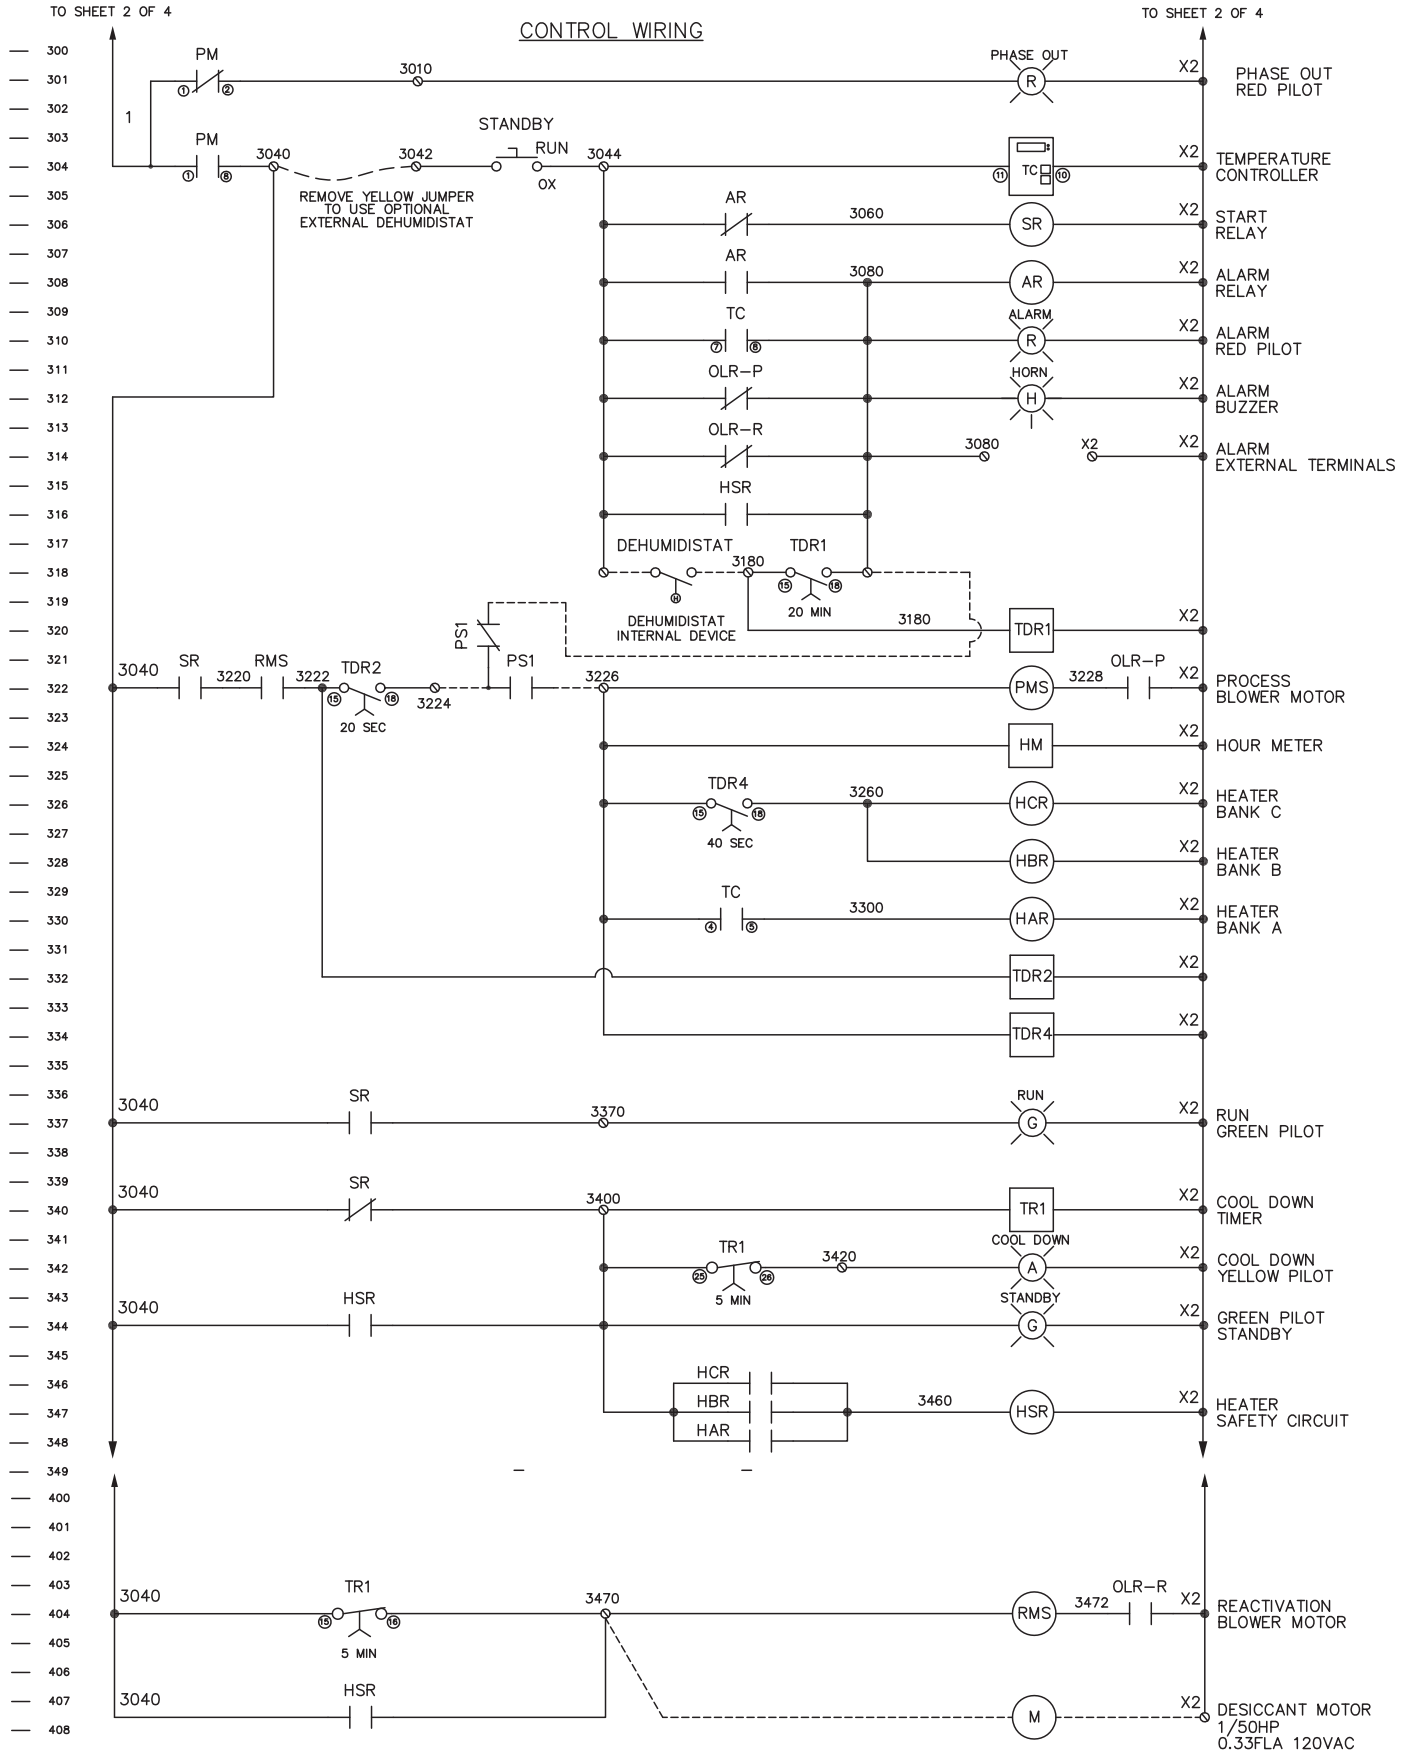 TO SHEET 2 OF 4
TO SHEET 2 OF 4
CONTROL WIRING
300
PM
PHASE OUT
301
1 2
3010
R
X2
PHASE OUT
RED PILOT
302
1
303
PM
STANDBY
RUN
304
1 8
3040
3042
OX
3044
11
TC
10
X2
TEMPERATURE
CONTROLLER
305
REMOVE YELLOW JUMPER
TO USE OPTIONAL
EXTERNAL DEHUMIDISTAT
AR
306
3060
SR
X2
START
RELAY
307
AR
308
3080
AR
X2
ALARM
RELAY
309
TC
ALARM
310
7 8
R
X2
ALARM
RED PILOT
311
OLR-P
HORN
312
H
X2
ALARM
BUZZER
313
OLR-R
314
3080
X2
X2
ALARM
EXTERNAL TERMINALS
315
HSR
316
317
DEHUMIDISTAT
TDR1
318
H
3180
15 18
20 MIN
319
DEHUMIDISTAT
INTERNAL DEVICE
320
PS1
3180
TDR1
X2
321
3040
SR
3220
RMS
3222
TDR2
PS1
3226
PMS
3228
OLR-P
X2
322
15 18
20 SEC
3224
PROCESS
BLOWER MOTOR
323
324
HM
X2
HOUR METER
325
TDR4
326
15 18
40 SEC
3260
HCR
X2
HEATER
BANK C
327
328
HBR
X2
HEATER
BANK B
329
TC
330
4 5
3300
HAR
X2
HEATER
BANK A
331
332
TDR2
X2
333
334
TDR4
X2
335
336
SR
RUN
3040
337
3370
G
X2
RUN
GREEN PILOT
338
339
SR
3040
340
3400
TR1
X2
COOL DOWN
TIMER
341
TR1
COOL DOWN
342
25 26
5 MIN
3420
A
X2
COOL DOWN
YELLOW PILOT
343
HSR
STANDBY
3040
344
G
X2
GREEN PILOT
STANDBY
345
346
HCR
347
HBR
3460
HSR
X2
HEATER
SAFETY CIRCUIT
HAR
348
349
400
401
402
403
TR1
OLR-R
3040
404
15 16
5 MIN
3470
RMS
3472
X2
REACTIVATION
BLOWER MOTOR
405
406
407
HSR
3040
M
X2
408
DESICCANT MOTOR
1/50HP
0.33FLA 120VAC